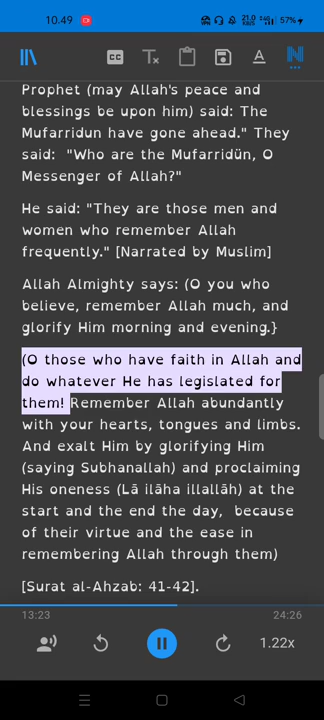 10.49
21.0
KB/S
57%
CC
A
N
Prophet (may Allah's peace and
blessings be upon him) said: The
Mufarridun have gone ahead." They
said:  "Who are the Mufarridün, O
Messenger of Allah?"
He said: "They are those men and
women who remember Allah
frequently." [Narrated by Muslim]
Allah Almighty says: (O you who
believe, remember Allah much, and
glorify Him morning and evening.}
(O those who have faith in Allah and
do whatever He has legislated for
them! Remember Allah abundantly
with your hearts, tongues and limbs.
And exalt Him by glorifying Him
(saying Subhanallah) and proclaiming
His oneness (Lā ilāha illallāh) at the
start and the end the day,  because
of their virtue and the ease in
remembering Allah through them)
[Surat al-Ahzab: 41-42].
13:23
24:26
1.22x